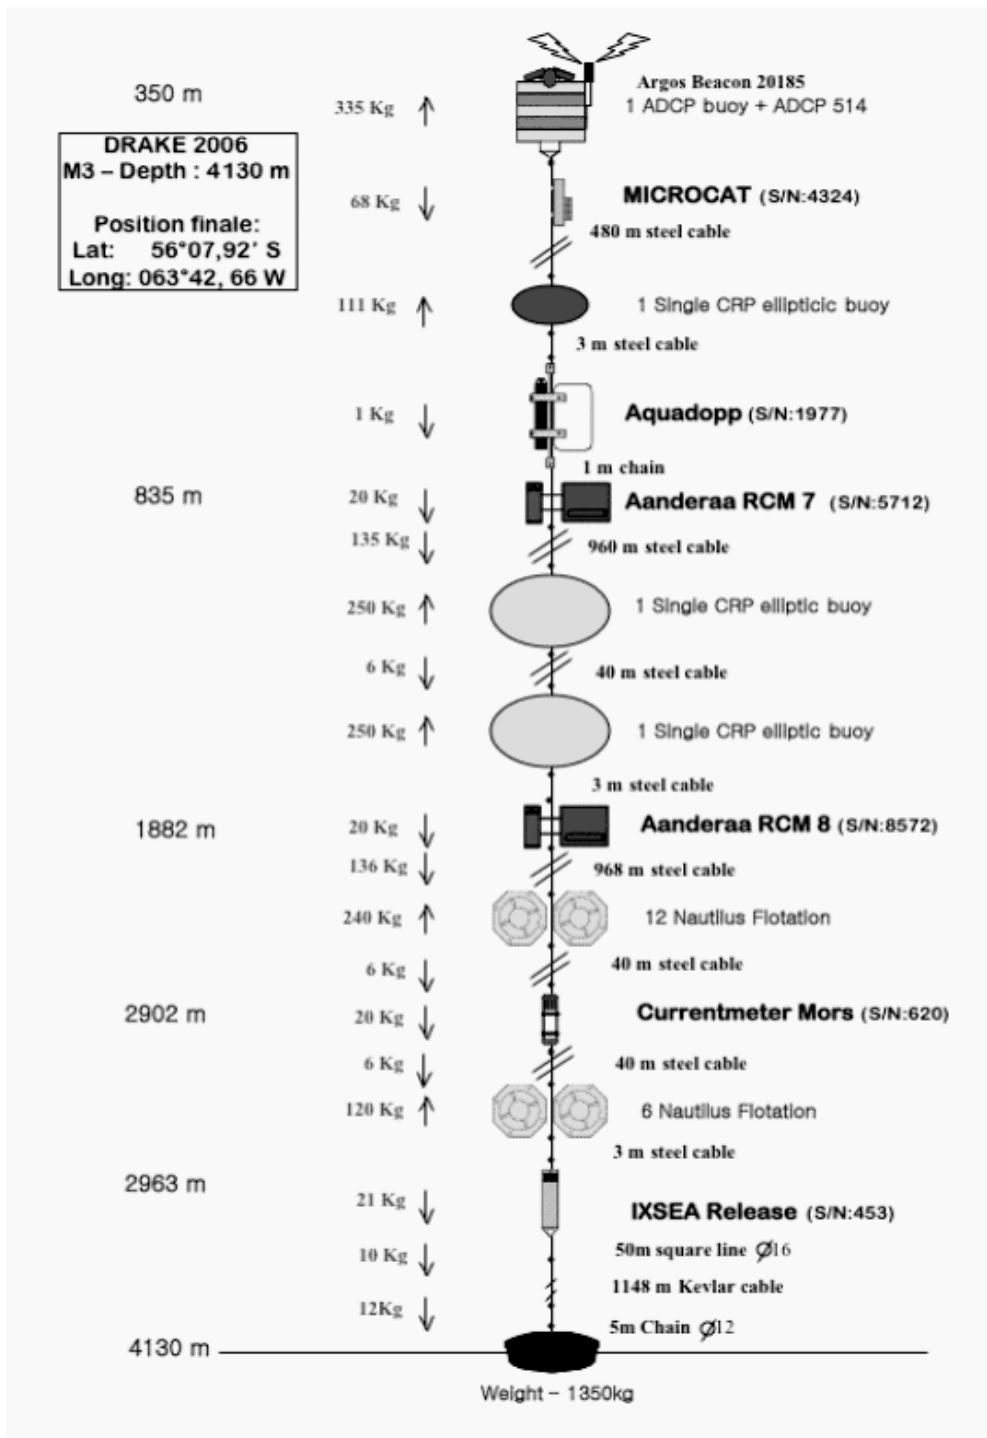 Argos Beacon 20185
350 m
335 Kg
1 ADCP buoy + ADCP 514
DRAKE 2006
M3 – Depth : 4130 m
Position finale:
Lat: 56°07,92' S
Long: 063°42, 66 W
68 Kg
MICROCAT (S/N:4324)
480 m steel cable
111 Kg
1 Single CRP ellipticic buoy
3 m steel cable
1 Kg
Aquadopp (S/N:1977)
1 m chain
835 m
20 Kg
Aanderaa RCM 7 (S/N:5712)
135 Kg
960 m steel cable
250 Kg
1 Single CRP elliptic buoy
6 Kg
40 m steel cable
250 Kg
1 Single CRP elliptic buoy
3 m steel cable
1882 m
20 Kg
Aanderaa RCM 8 (S/N:8572)
136 Kg
968 m steel cable
240 Kg
12 Nautilus Flotation
6 Kg
40 m steel cable
2902 m
20 Kg
Currentmeter Mors (S/N:620)
6 Kg
40 m steel cable
120 Kg
6 Nautilus Flotation
3 m steel cable
2963 m
21 Kg
IXSEA Release (S/N:453)
10 Kg
50m square line Ø16
1148 m Kevlar cable
12Kg
5m Chain Ø12
4130 m
Weight – 1350kg